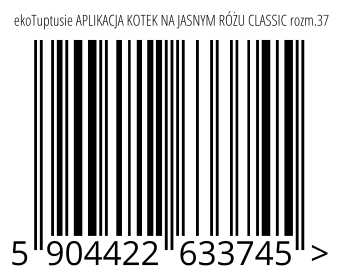 ekoTuptusie APLIKACJA KOTEK NA JASNYM RÓŻU CLASSIC rozm.37
5 904422 633745 >